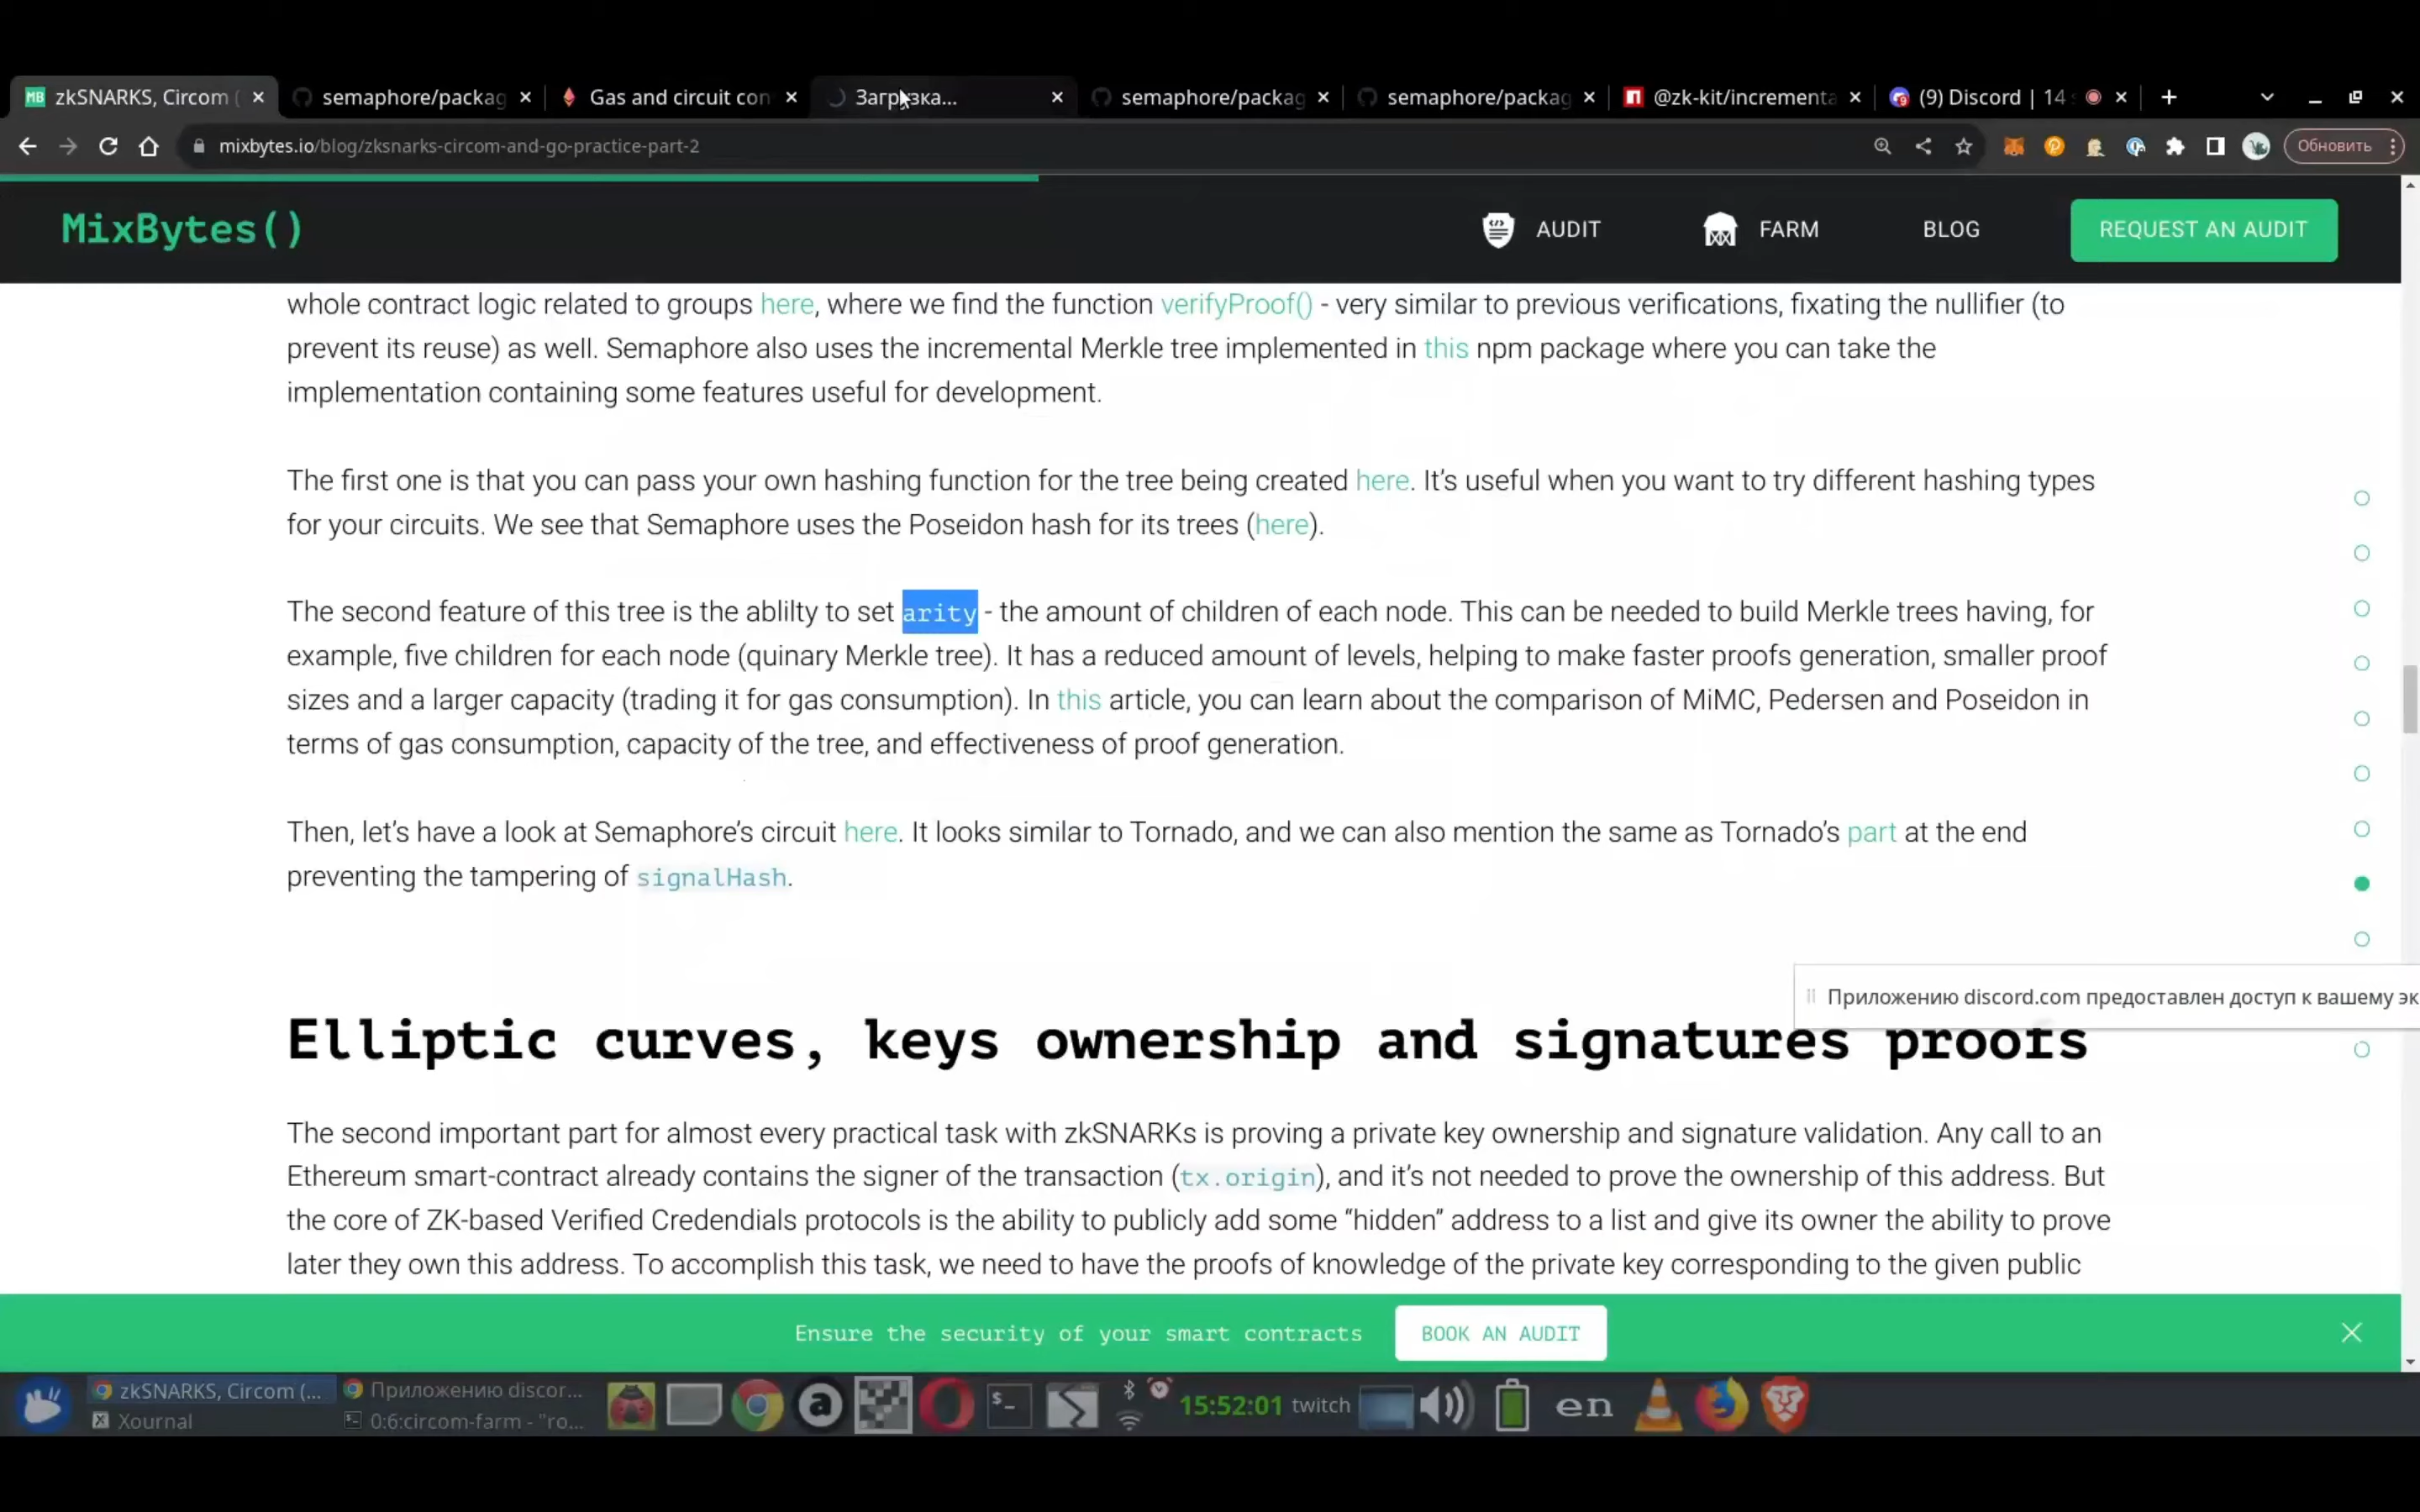 zkSNARKS, Circom (
semaphore/packag
Gas and circuit con
Загрузка...
semaphore/packag
semaphore/packag
@zk-kit/incrementa
(9) Discord | 14
mixbytes.io/blog/zksnarks-circom-and-go-practice-part-2
Обновить
MixBytes()
AUDIT
FARM
BLOG
REQUEST AN AUDIT
whole contract logic related to groups here, where we find the function verifyProof() - very similar to previous verifications, fixating the nullifier (to
prevent its reuse) as well. Semaphore also uses the incremental Merkle tree implemented in this npm package where you can take the
implementation containing some features useful for development.
The first one is that you can pass your own hashing function for the tree being created here. It’s useful when you want to try different hashing types
for your circuits. We see that Semaphore uses the Poseidon hash for its trees (here).
The second feature of this tree is the ablilty to set arity - the amount of children of each node. This can be needed to build Merkle trees having, for
example, five children for each node (quinary Merkle tree). It has a reduced amount of levels, helping to make faster proofs generation, smaller proof
sizes and a larger capacity (trading it for gas consumption). In this article, you can learn about the comparison of MiMC, Pedersen and Poseidon in
terms of gas consumption, capacity of the tree, and effectiveness of proof generation.
Then, let’s have a look at Semaphore’s circuit here. It looks similar to Tornado, and we can also mention the same as Tornado’s part at the end
preventing the tampering of signalHash.
Приложению discord.com предоставлен доступ к вашему эк
Elliptic curves, keys ownership and signatures proofs
The second important part for almost every practical task with zkSNARKs is proving a private key ownership and signature validation. Any call to an
Ethereum smart-contract already contains the signer of the transaction (tx.origin), and it’s not needed to prove the ownership of this address. But
the core of ZK-based Verified Credendials protocols is the ability to publicly add some “hidden” address to a list and give its owner the ability to prove
later they own this address. To accomplish this task, we need to have the proofs of knowledge of the private key corresponding to the given public
Ensure the security of your smart contracts
BOOK AN AUDIT
zkSNARKS, Circom (...
Приложению discor...
Xournal
0:6:circom-farm - "ro...
15:52:01
twitch
en